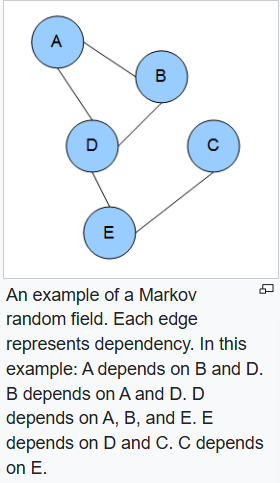 A
B
D
C
E
An example of a Markov
random field. Each edge
represents dependency. In this
example: A depends on B and D.
B depends on A and D. D
depends on A, B, and E. E
depends on D and C. C depends
on E.